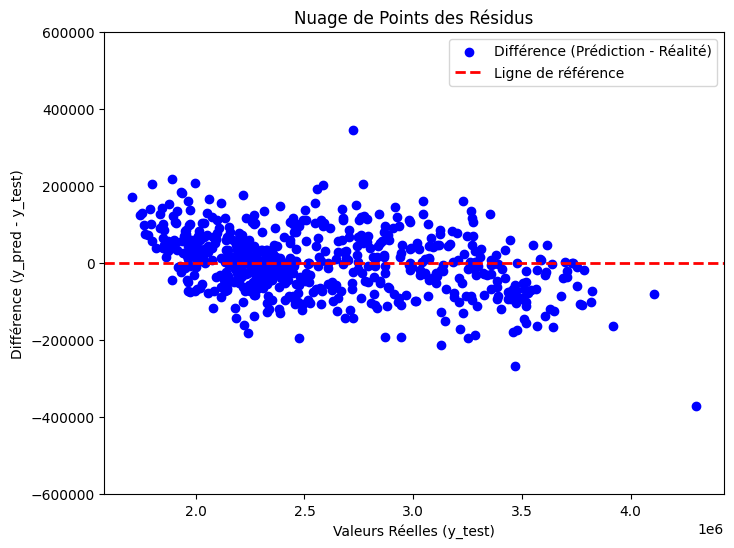 Nuage de Points des Résidus
Différence (Prédiction - Réalité)
Ligne de référence
600000
400000
200000
0
−200000
−400000
−600000
Différence (y_pred - y_test)
2.0
2.5
3.0
3.5
4.0
1e6
Valeurs Réelles (y_test)